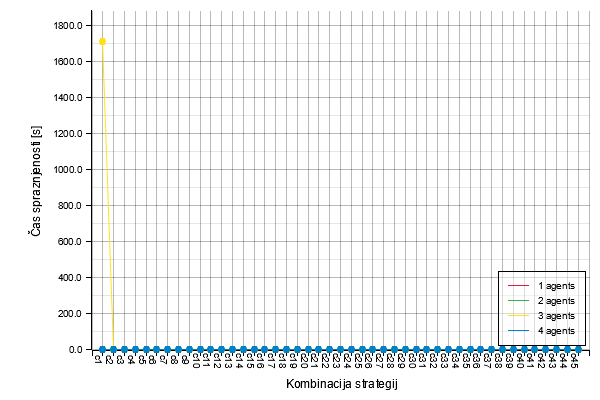 1800.0
1600.0
1400.0
1200.0
1000.0
800.0
600.0
400.0
200.0
0.0
Čas spraznjenosti [s]
1 agents
2 agents
3 agents
4 agents
c1 c2 c3 c4 c5 c6 c7 c8 c9 c10 c11 c12 c13 c14 c15 c16 c17 c18 c19 c20 c21 c22 c23 c24 c25 c26 c27 c28 c29 c30 c31 c32 c33 c34 c35 c36 c37 c38 c39 c40 c41 c42 c43 c44 c45
Kombinacija strategij